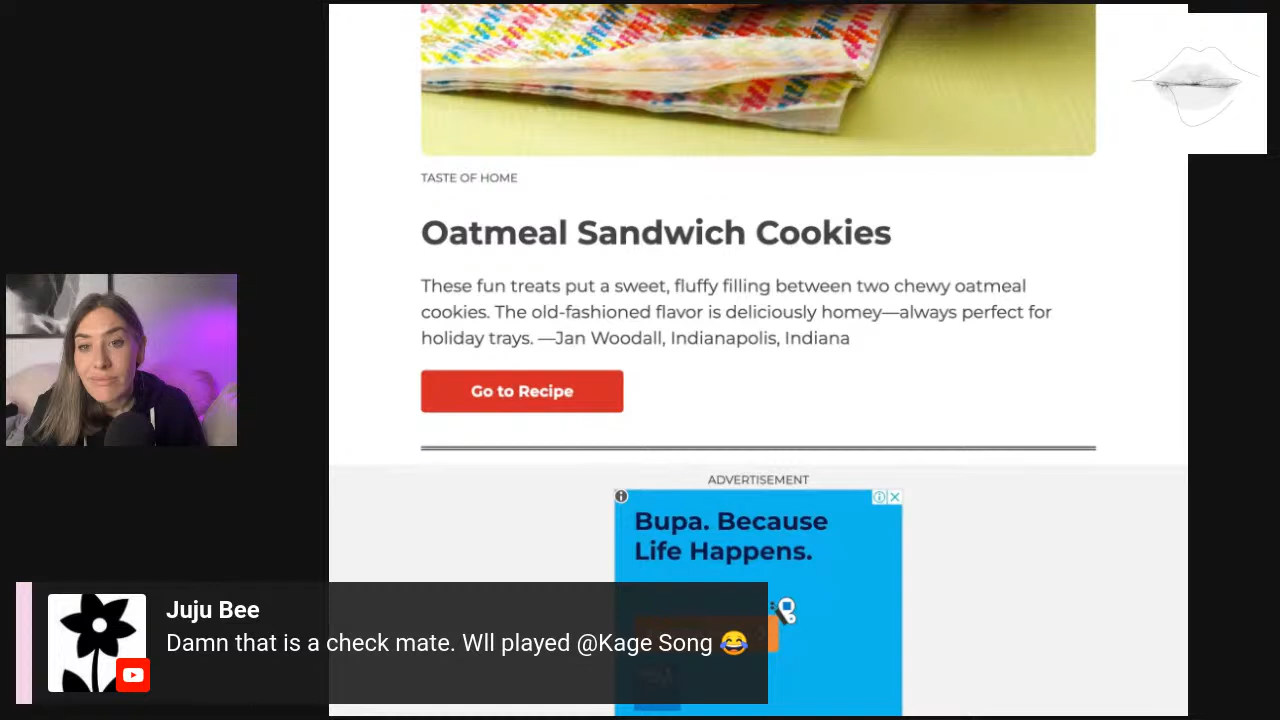 TASTE OF HOME
Oatmeal Sandwich Cookies
These fun treats put a sweet, fluffy filling between two chewy oatmeal
cookies. The old-fashioned flavor is deliciously homey—always perfect for
holiday trays. —Jan Woodall, Indianapolis, Indiana
Go to Recipe
ADVERTISEMENT
Bupa. Because
Life Happens.
Juju Bee
Damn that is a check mate. Wll played @Kage Song 😂